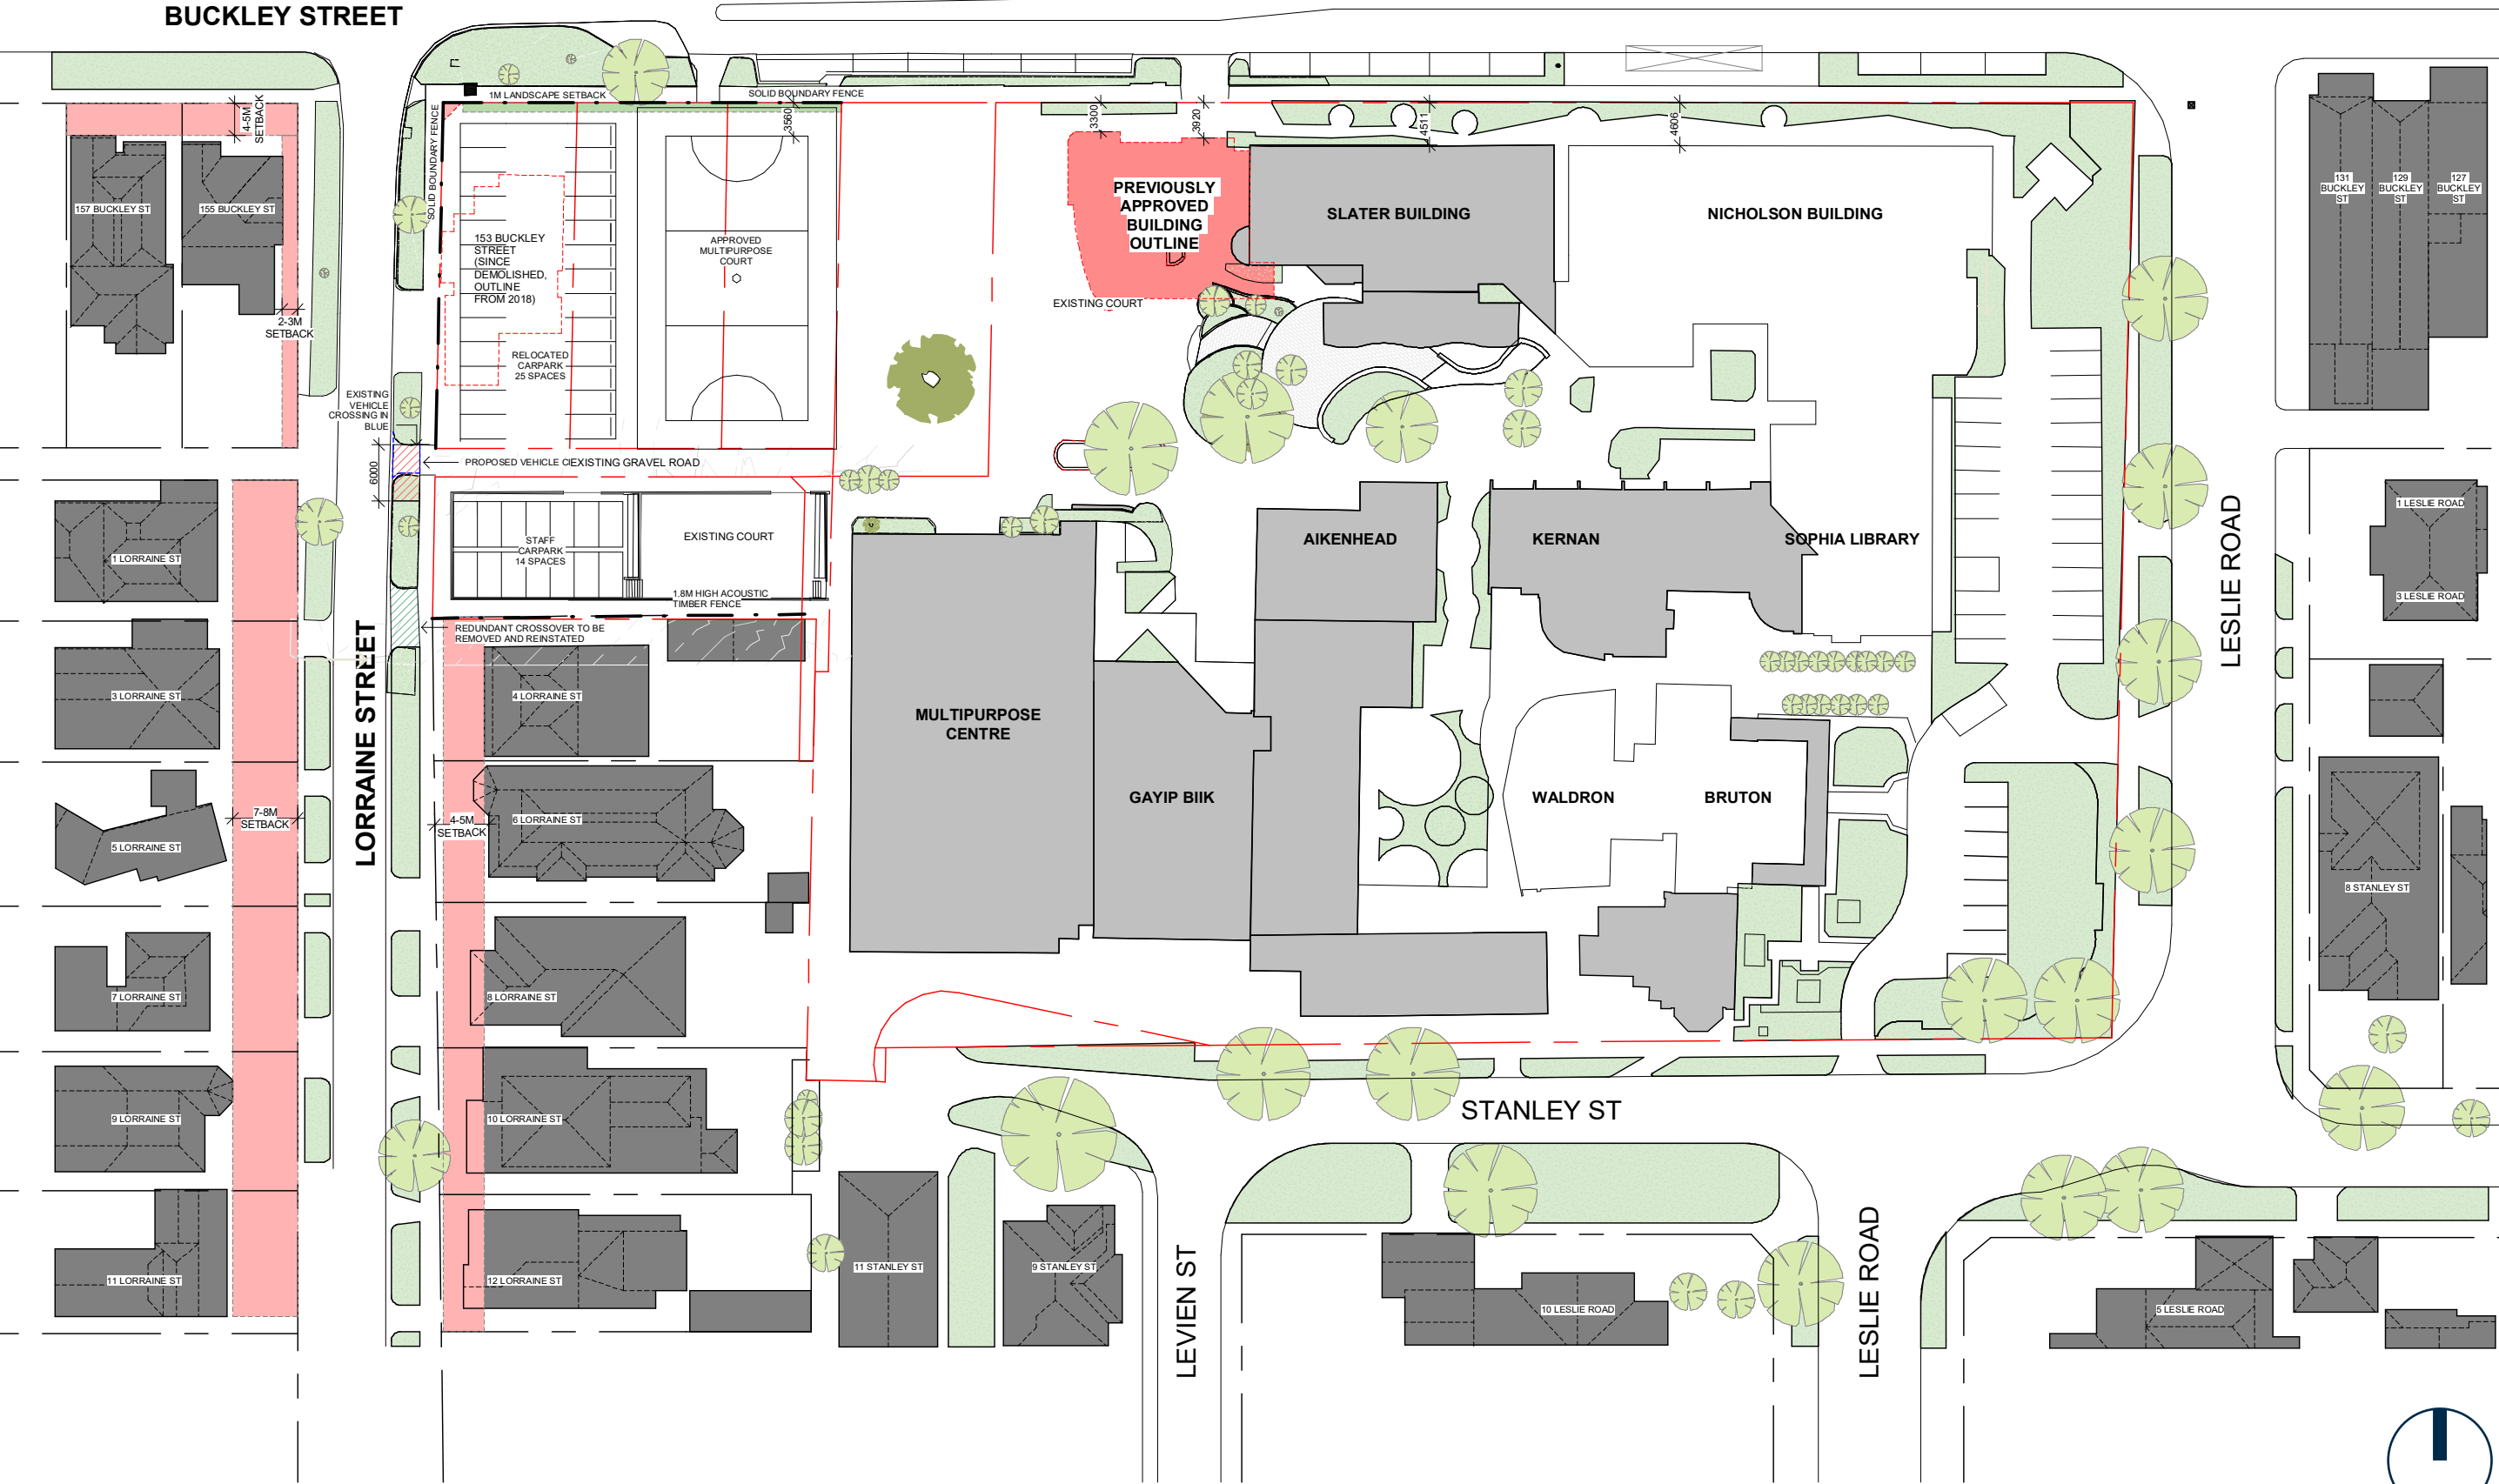 BUCKLEY STREET
1M LANDSCAPE SETBACK
SOLID BOUNDARY FENCE
SOLID BOUNDARY FENCE
4-5M
SETBACK
3560
3300
3920
4511
4606
157 BUCKLEY ST
155 BUCKLEY ST
2-3M
SETBACK
153 BUCKLEY
STREET
(SINCE
DEMOLISHED,
OUTLINE
FROM 2018)
APPROVED
MULTIPURPOSE
COURT
RELOCATED
CARPARK
25 SPACES
PREVIOUSLY
APPROVED
BUILDING
OUTLINE
EXISTING COURT
SLATER BUILDING
NICHOLSON BUILDING
131
BUCKLEY
ST
129
BUCKLEY
ST
127
BUCKLEY
ST
EXISTING
VEHICLE
CROSSING IN
BLUE
6000
PROPOSED VEHICLE C
EXISTING GRAVEL ROAD
STAFF
CARPARK
14 SPACES
EXISTING COURT
1.8M HIGH ACOUSTIC
TIMBER FENCE
REDUNDANT CROSSOVER TO BE
REMOVED AND REINSTATED
AIKENHEAD
KERNAN
SOPHIA LIBRARY
LESLIE ROAD
1 LESLIE ROAD
3 LESLIE ROAD
1 LORRAINE ST
3 LORRAINE ST
5 LORRAINE ST
7 LORRAINE ST
9 LORRAINE ST
11 LORRAINE ST
7-8M
SETBACK
LORRAINE STREET
4-5M
SETBACK
4 LORRAINE ST
6 LORRAINE ST
8 LORRAINE ST
10 LORRAINE ST
12 LORRAINE ST
MULTIPURPOSE
CENTRE
GAYIP BIIK
WALDRON
BRUTON
8 STANLEY ST
STANLEY ST
11 STANLEY ST
9 STANLEY ST
LEVIEN ST
10 LESLIE ROAD
LESLIE ROAD
5 LESLIE ROAD